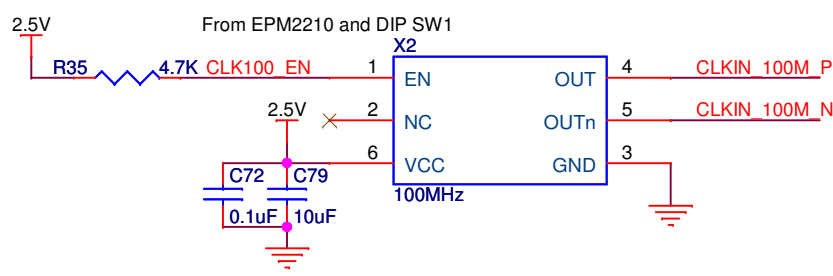 2.5V
From EPM2210 and DIP SW1
X2
R35 4.7K CLK100_EN 1 EN OUT 4 CLKIN_100M_P
2.5V 2 NC OUTn 5 CLKIN_100M_N
6 VCC GND 3
C72 C79
0.1uF 10uF
100MHz